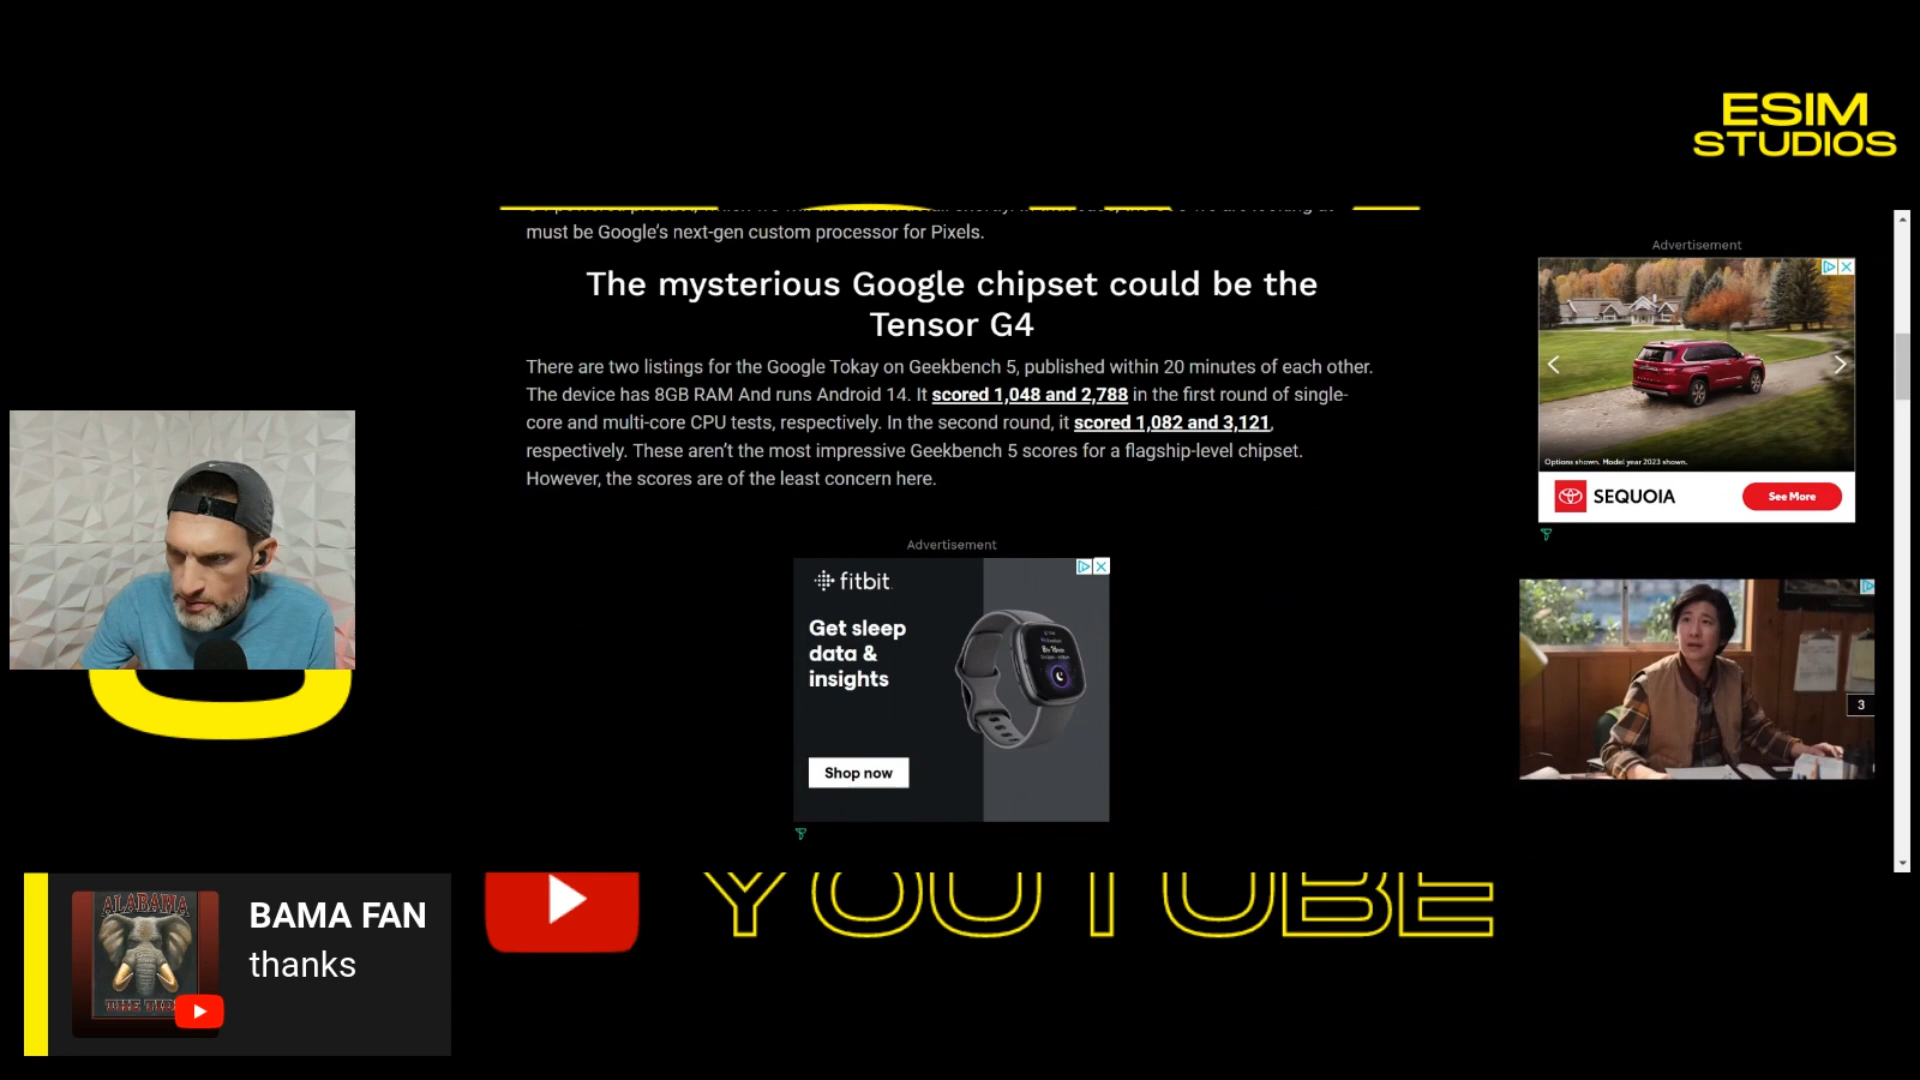 ESIM
STUDIOS
must be Google's next-gen custom processor for Pixels.
The mysterious Google chipset could be the
Tensor G4
There are two listings for the Google Tokay on Geekbench 5, published within 20 minutes of each other.
The device has 8GB RAM And runs Android 14. It scored 1,048 and 2,788 in the first round of single-
core and multi-core CPU tests, respectively. In the second round, it scored 1,082 and 3,121,
respectively. These aren't the most impressive Geekbench 5 scores for a flagship-level chipset.
However, the scores are of the least concern here.
Advertisement
fitbit
Get sleep
data &
insights
Shop now
Advertisement
Options shown. Model year 2023 shown.
SEQUOIA
See More
3
ALABAMA
BAMA FAN
thanks
YOUTUBE